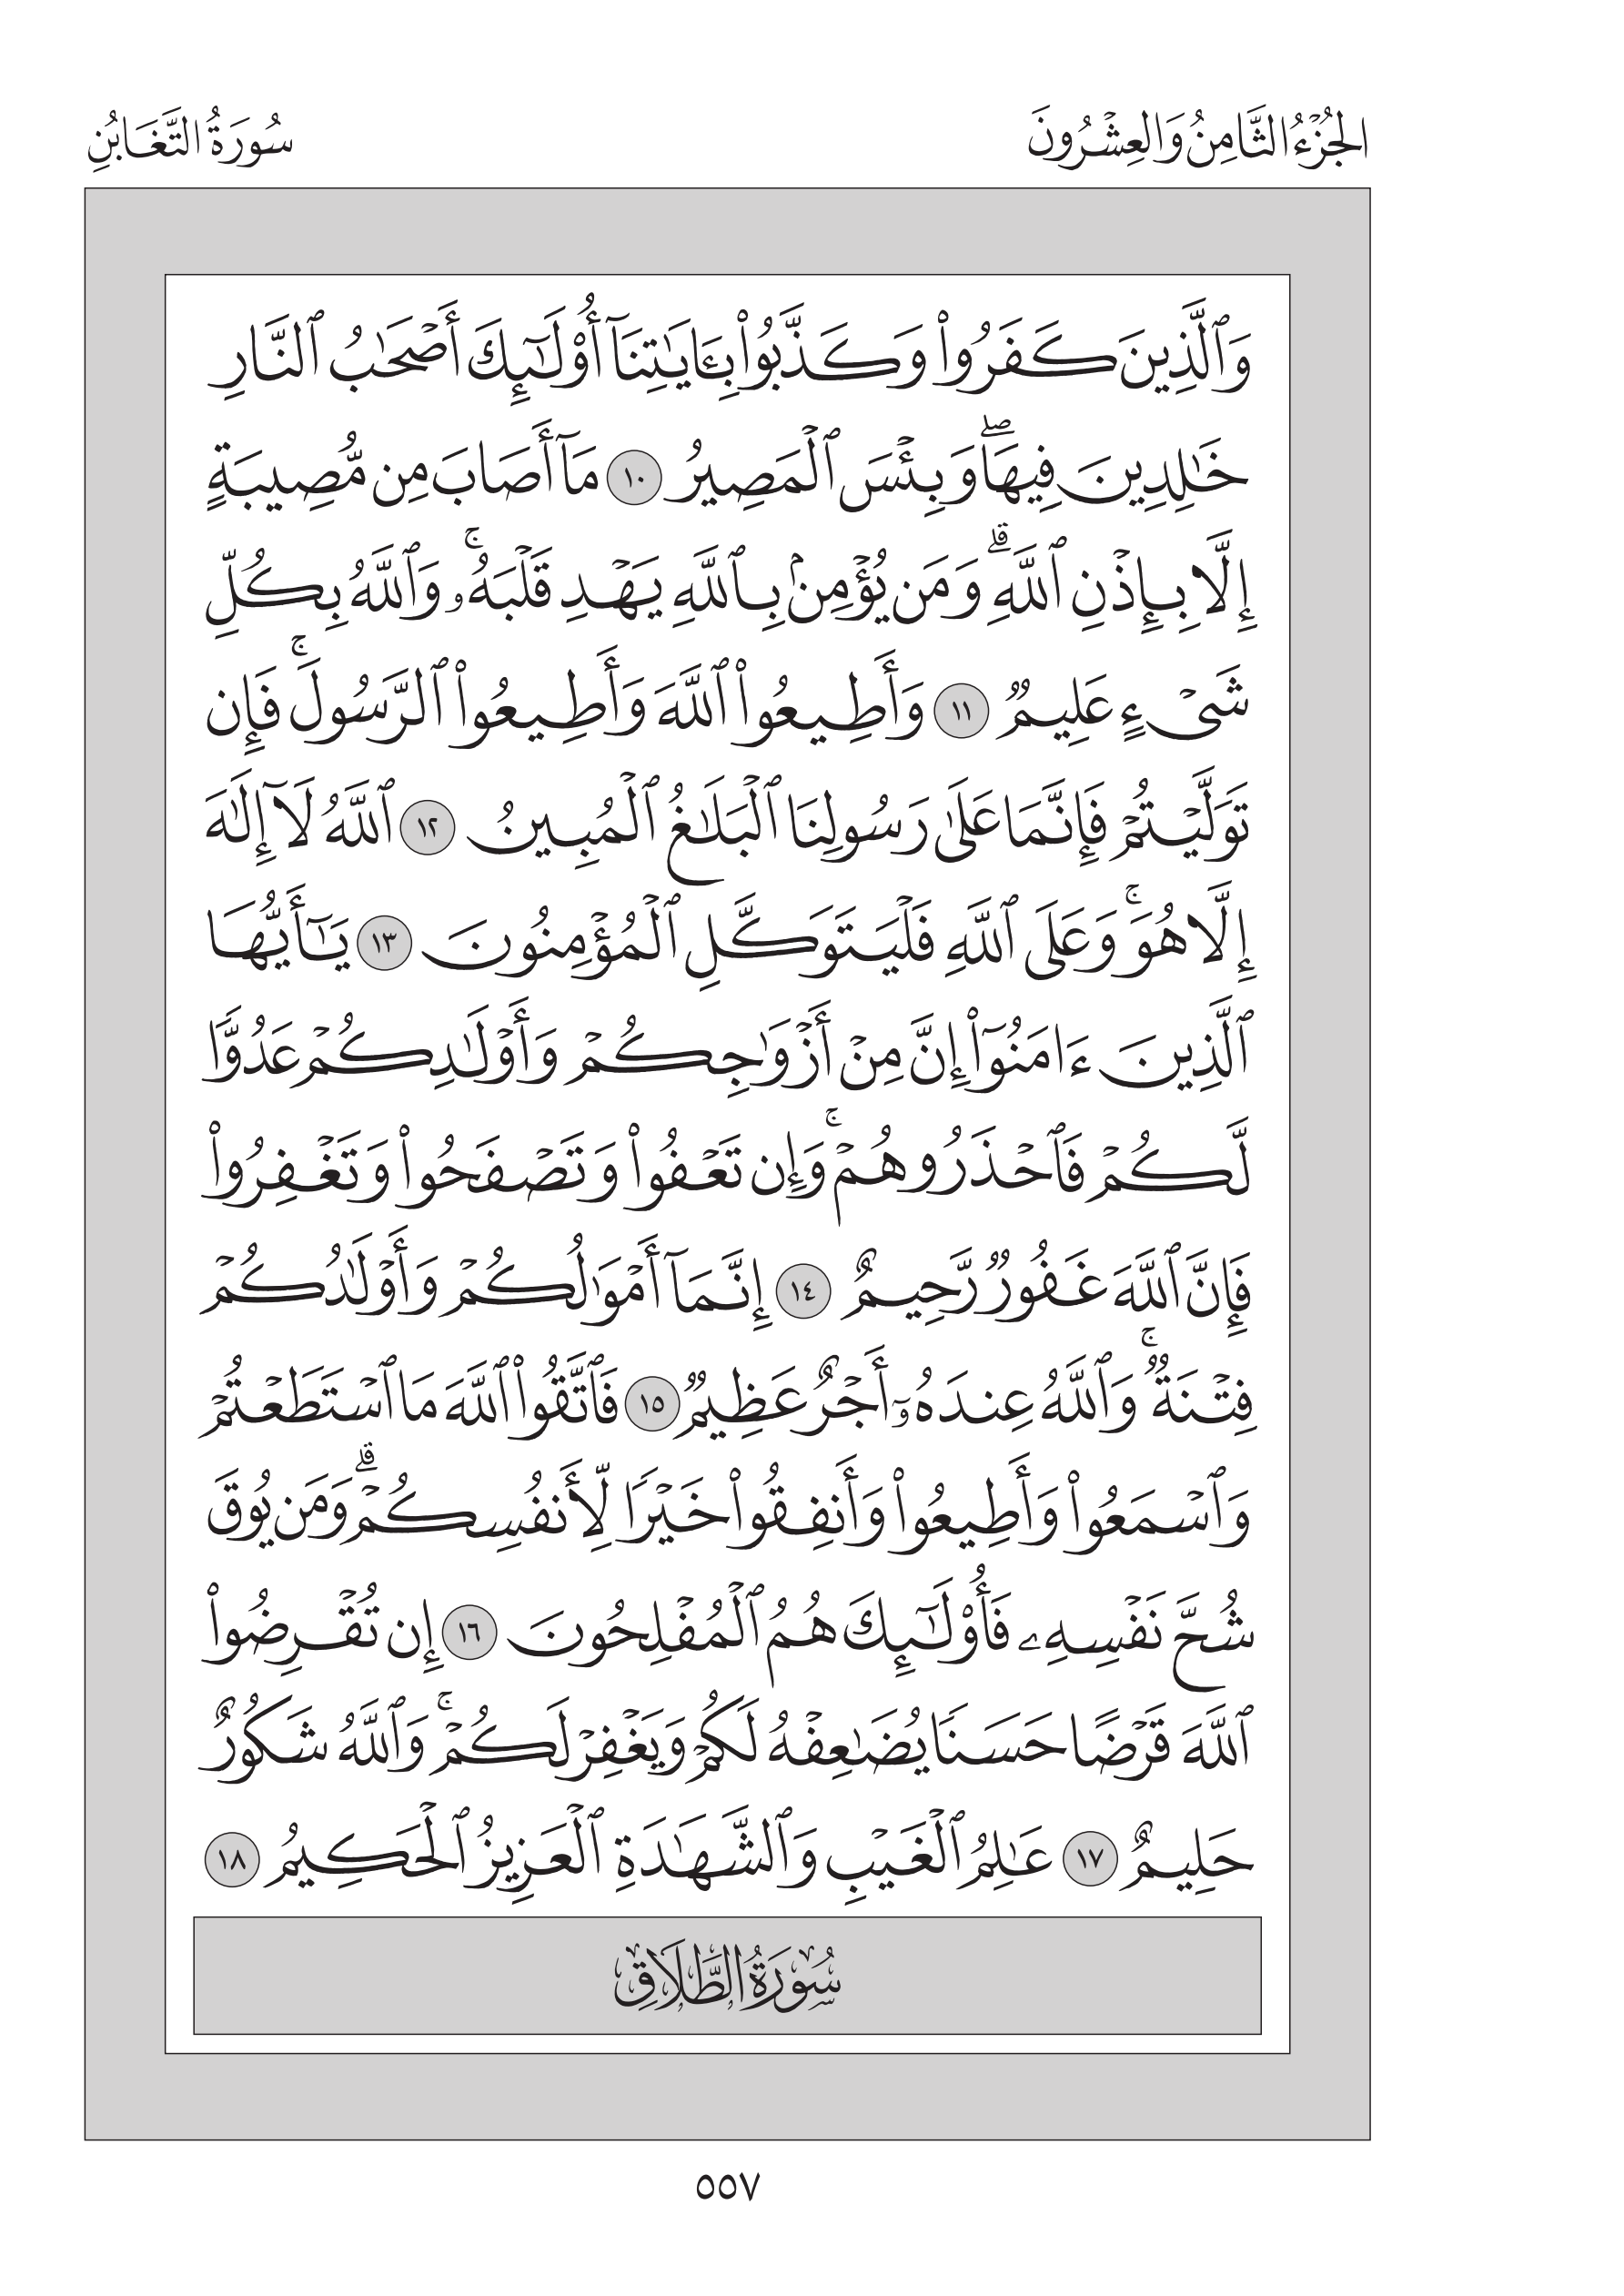 الجُزْءُ الثَّامِنُ وَالعِشْرُونَ
سُورَةُ التَّغَابُنِ
وَٱلَّذِينَ كَفَرُوا۟ وَكَذَّبُوا۟ بِـَٔايَـٰتِنَآ أُو۟لَـٰٓئِكَ أَصْحَـٰبُ ٱلنَّارِ
خَـٰلِدِينَ فِيهَا ۖ وَبِئْسَ ٱلْمَصِيرُ ١٠ مَآ أَصَابَ مِن مُّصِيبَةٍ
إِلَّا بِإِذْنِ ٱللَّهِ ۗ وَمَن يُؤْمِنۢ بِٱللَّهِ يَهْدِ قَلْبَهُۥ ۚ وَٱللَّهُ بِكُلِّ
شَىْءٍ عَلِيمٌ ١١ وَأَطِيعُوا۟ ٱللَّهَ وَأَطِيعُوا۟ ٱلرَّسُولَ ۚ فَإِن
تَوَلَّيْتُمْ فَإِنَّمَا عَلَىٰ رَسُولِنَا ٱلْبَلَـٰغُ ٱلْمُبِينُ ١٢ ٱللَّهُ لَآ إِلَـٰهَ
إِلَّا هُوَ ۚ وَعَلَى ٱللَّهِ فَلْيَتَوَكَّلِ ٱلْمُؤْمِنُونَ ١٣ يَـٰٓأَيُّهَا
ٱلَّذِينَ ءَامَنُوٓا۟ إِنَّ مِنْ أَزْوَٰجِكُمْ وَأَوْلَـٰدِكُمْ عَدُوًّا
لَّكُمْ فَٱحْذَرُوهُمْ ۚ وَإِن تَعْفُوا۟ وَتَصْفَحُوا۟ وَتَغْفِرُوا۟
فَإِنَّ ٱللَّهَ غَفُورٌ رَّحِيمٌ ١٤ إِنَّمَآ أَمْوَٰلُكُمْ وَأَوْلَـٰدُكُمْ
فِتْنَةٌ ۚ وَٱللَّهُ عِندَهُۥٓ أَجْرٌ عَظِيمٌ ١٥ فَٱتَّقُوا۟ ٱللَّهَ مَا ٱسْتَطَعْتُمْ
وَٱسْمَعُوا۟ وَأَطِيعُوا۟ وَأَنفِقُوا۟ خَيْرًا لِّأَنفُسِكُمْ ۗ وَمَن يُوقَ
شُحَّ نَفْسِهِۦ فَأُو۟لَـٰٓئِكَ هُمُ ٱلْمُفْلِحُونَ ١٦ إِن تُقْرِضُوا۟
ٱللَّهَ قَرْضًا حَسَنًا يُضَـٰعِفْهُ لَكُمْ وَيَغْفِرْ لَكُمْ ۚ وَٱللَّهُ شَكُورٌ
حَلِيمٌ ١٧ عَـٰلِمُ ٱلْغَيْبِ وَٱلشَّهَـٰدَةِ ٱلْعَزِيزُ ٱلْحَكِيمُ ١٨
سُورَةُ الطَّلَاقِ
٥٥٧